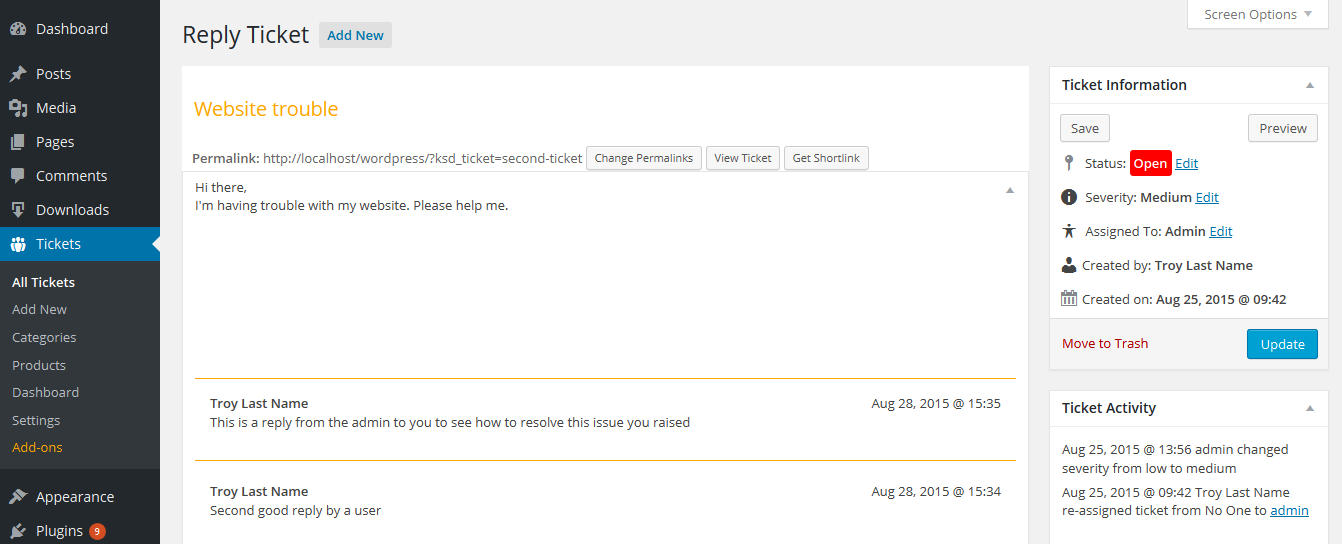 Dashboard
Posts
Media
Pages
Comments
Downloads
Tickets
All Tickets
Add New
Categories
Products
Dashboard
Settings
Add-ons
Appearance
Plugins 9
Screen Options
Reply Ticket Add New
Website trouble
Permalink: http://localhost/wordpress/?ksd_ticket=second-ticket Change Permalinks View Ticket Get Shortlink
Hi there,
I'm having trouble with my website. Please help me.
Troy Last Name Aug 28, 2015 @ 15:35
This is a reply from the admin to you to see how to resolve this issue you raised
Troy Last Name Aug 28, 2015 @ 15:34
Second good reply by a user
Ticket Information
Save Preview
Status: Open Edit
Severity: Medium Edit
Assigned To: Admin Edit
Created by: Troy Last Name
Created on: Aug 25, 2015 @ 09:42
Move to Trash Update
Ticket Activity
Aug 25, 2015 @ 13:56 admin changed
severity from low to medium
Aug 25, 2015 @ 09:42 Troy Last Name
re-assigned ticket from No One to admin